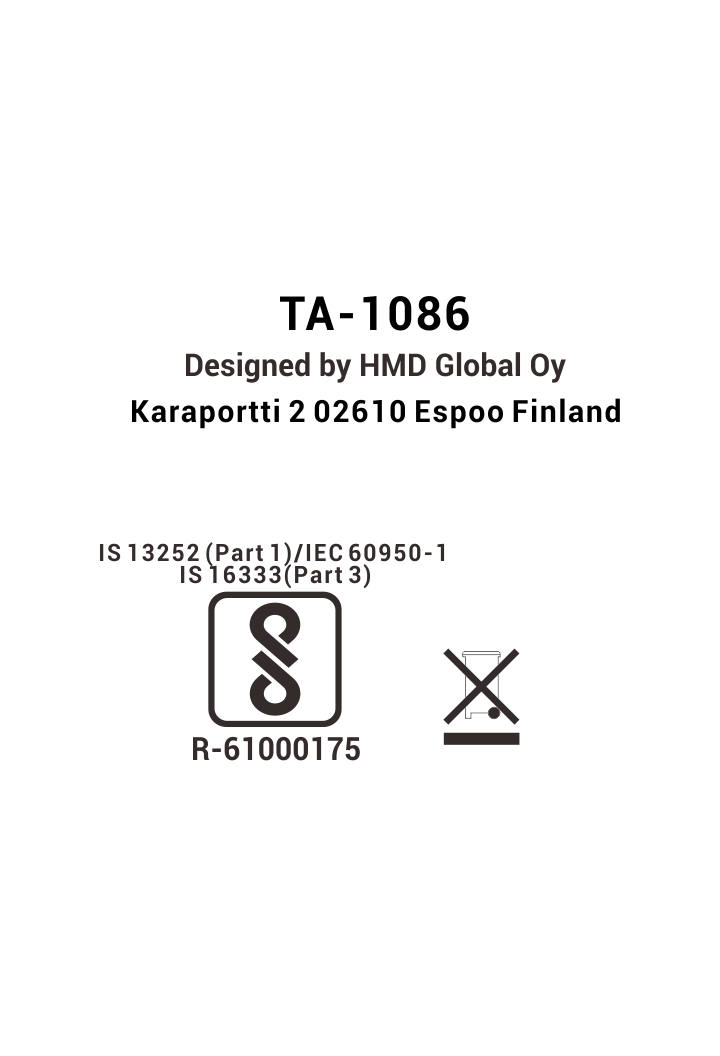 TA-1086
Designed by HMD Global Oy
Karaportti 2 02610 Espoo Finland
IS 13252 (Part 1)/IEC 60950-1
IS 16333(Part 3)
R-61000175